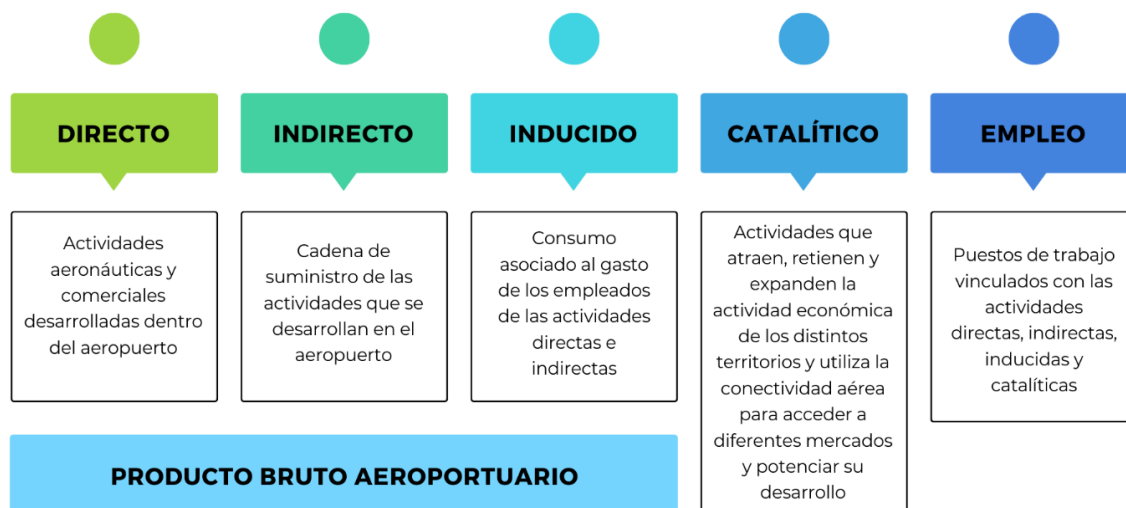 DIRECTO
Actividades
aeronáuticas y
comerciales
desarrolladas dentro
del aeropuerto
INDIRECTO
Cadena de
suministro de las
actividades que se
desarrollan en el
aeropuerto
INDUCIDO
Consumo
asociado al gasto
de los empleados
de las actividades
directas e
indirectas
CATALÍTICO
Actividades que
atraen, retienen y
expanden la
actividad económica
de los distintos
territorios y utiliza la
conectividad aérea
para acceder a
diferentes mercados
y potenciar su
desarrollo
EMPLEO
Puestos de trabajo
vinculados con las
actividades
directas, indirectas,
inducidas y
catalíticas
PRODUCTO BRUTO AEROPORTUARIO